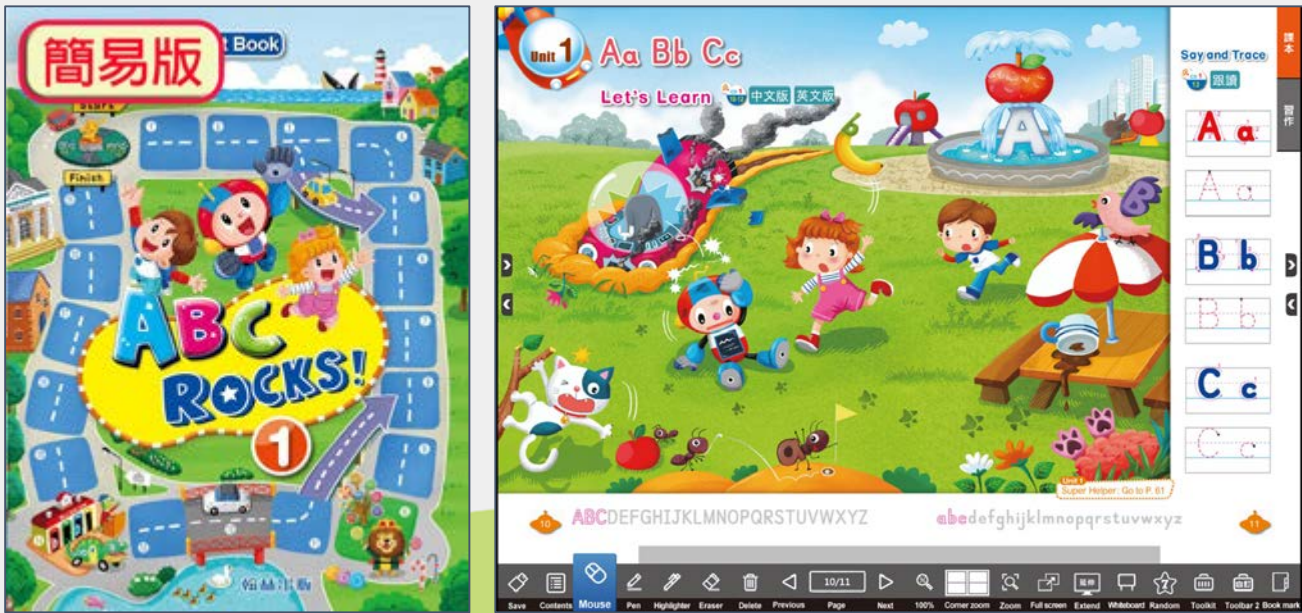 簡易版
t Book
Start
Finish
ABC
ROCKS!
1
翰林出版
Unit 1
Aa Bb Cc
Let's Learn
中文版 英文版
A
B
Say and Trace
跟讀
A a
A a
B b
B b
C c
C c
課本
習作
Unit 1
Super Helper: Go to P. 61
10
ABCDEFGHIJKLMNOPQRSTUVWXYZ
abcdefghijklmnopqrstuvwxyz
11
10/11
延伸
Save Contents Mouse Pen Highlighter Eraser Delete Previous Page Next 100% Corner zoom Zoom Full screen Extend Whiteboard Random Toolkit Toolbar 2 Book mark